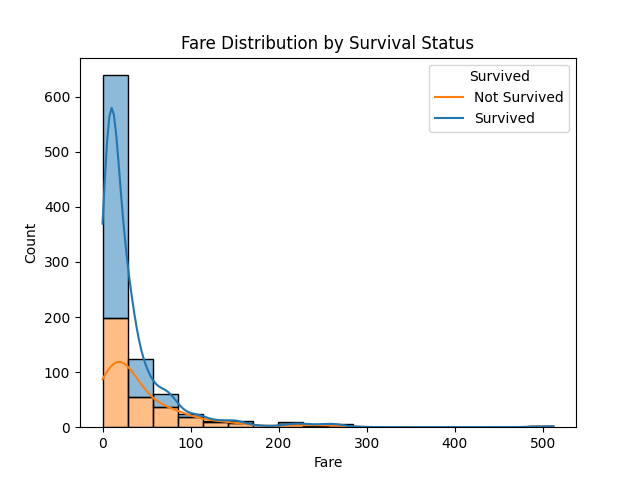 Fare Distribution by Survival Status
Survived
Not Survived
Survived
600
500
400
300
200
100
0
Count
0 100 200 300 400 500
Fare